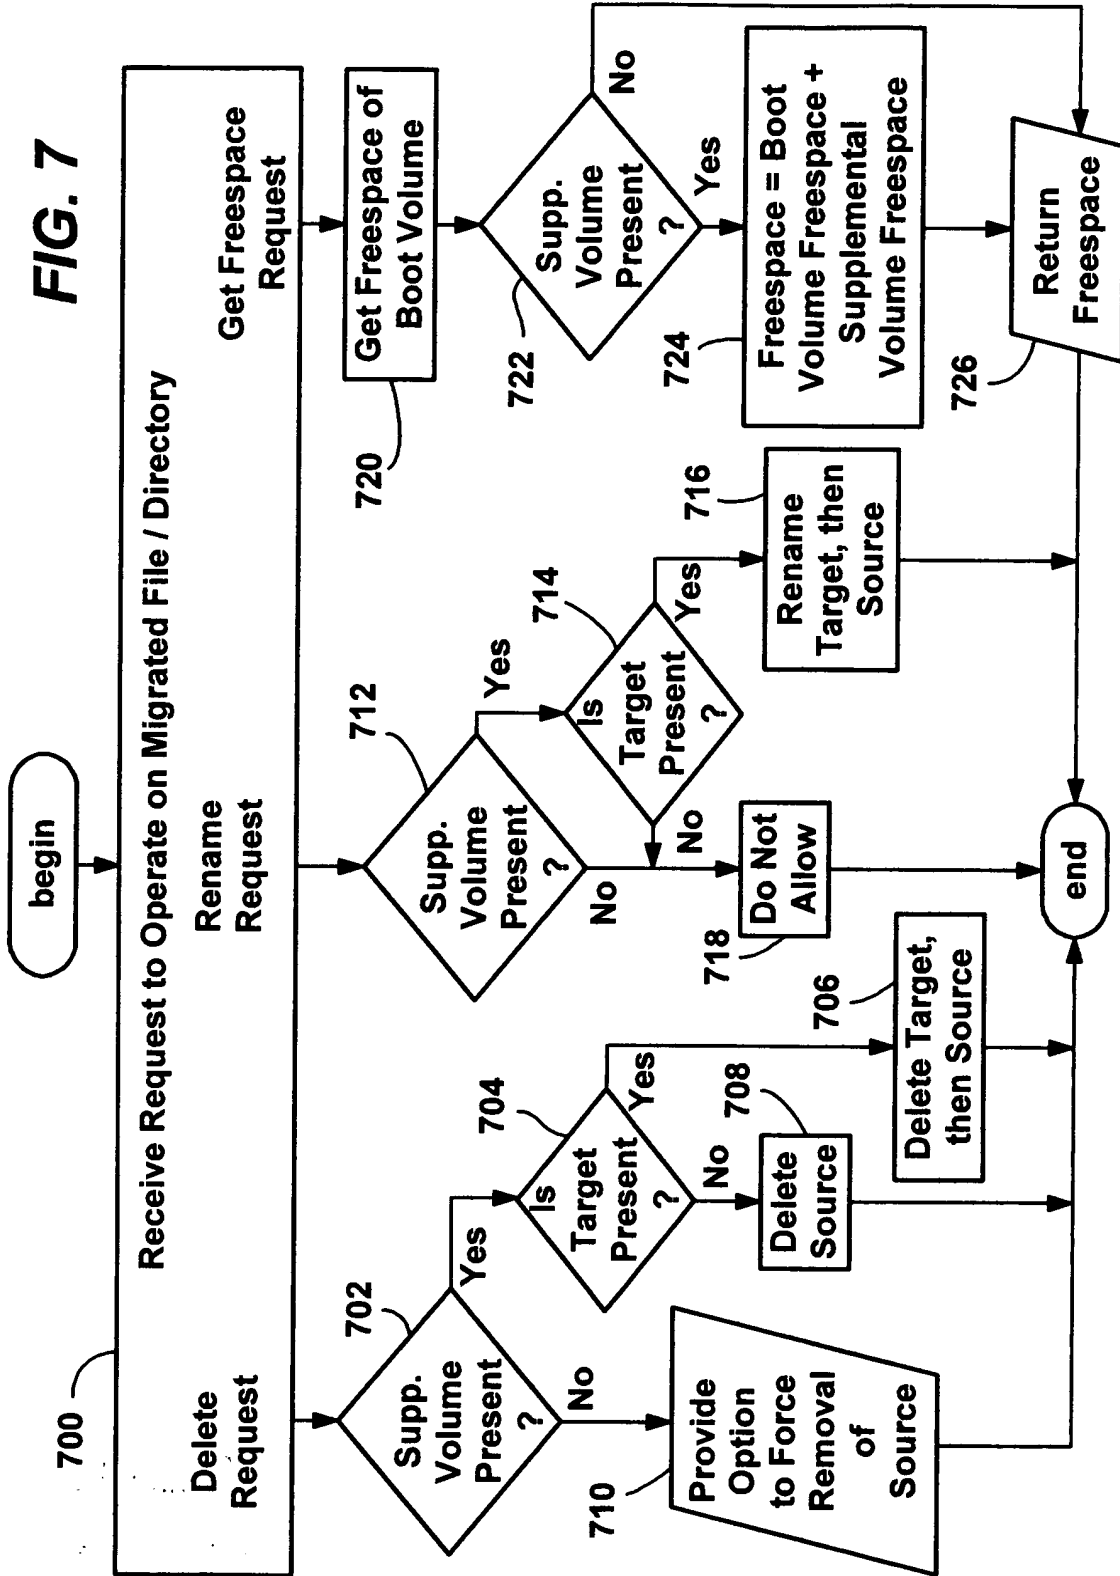 FIG. 7
begin
700
Receive Request to Operate on Migrated File / Directory
Delete
Request
Rename
Request
Get Freespace
Request
702
Supp.
Volume
Present
?
Yes
No
704
Is
Target
Present
?
Yes
No
706
Delete Target,
then Source
708
Delete
Source
710
Provide
Option
to Force
Removal
of
Source
712
Supp.
Volume
Present
?
Yes
No
714
Is
Target
Present
?
Yes
No
716
Rename
Target, then
Source
718
Do Not
Allow
720
Get Freespace of
Boot Volume
722
Supp.
Volume
Present
?
No
Yes
724
Freespace = Boot
Volume Freespace +
Supplemental
Volume Freespace
726
Return
Freespace
end